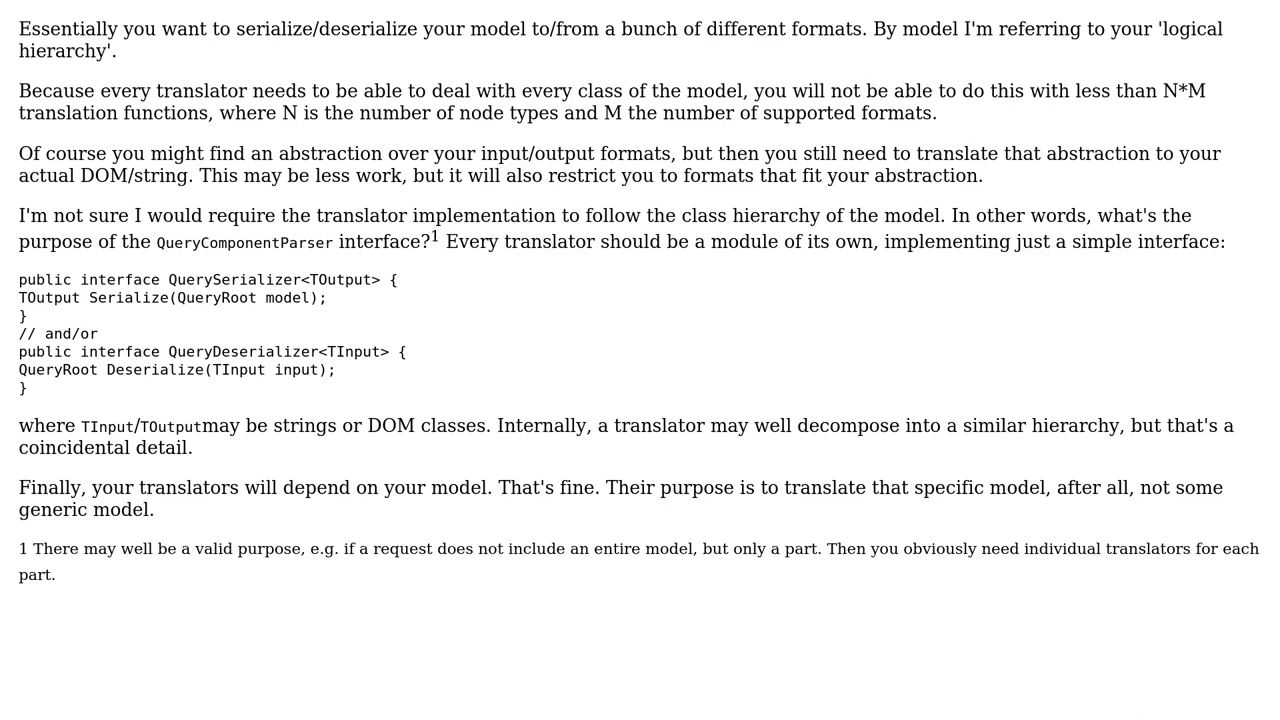 Essentially you want to serialize/deserialize your model to/from a bunch of different formats. By model I'm referring to your 'logical
hierarchy'.
Because every translator needs to be able to deal with every class of the model, you will not be able to do this with less than N*M
translation functions, where N is the number of node types and M the number of supported formats.
Of course you might find an abstraction over your input/output formats, but then you still need to translate that abstraction to your
actual DOM/string. This may be less work, but it will also restrict you to formats that fit your abstraction.
I'm not sure I would require the translator implementation to follow the class hierarchy of the model. In other words, what's the
purpose of the QueryComponentParser interface?1 Every translator should be a module of its own, implementing just a simple interface:
public interface QuerySerializer<TOutput> {
TOutput Serialize(QueryRoot model);
}
// and/or
public interface QueryDeserializer<TInput> {
QueryRoot Deserialize(TInput input);
}
where TInput/TOutputmay be strings or DOM classes. Internally, a translator may well decompose into a similar hierarchy, but that's a
coincidental detail.
Finally, your translators will depend on your model. That's fine. Their purpose is to translate that specific model, after all, not some
generic model.
1 There may well be a valid purpose, e.g. if a request does not include an entire model, but only a part. Then you obviously need individual translators for each
part.